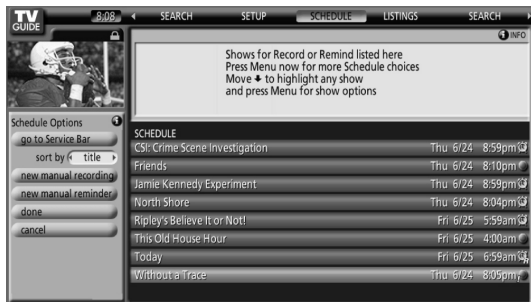 TV GUIDE
8:08
SEARCH SETUP SCHEDULE LISTINGS SEARCH
INFO
Shows for Record or Remind listed here
Press Menu now for more Schedule choices
Move to highlight any show
and press Menu for show options
Schedule Options
go to Service Bar
sort by title
new manual recording
new manual reminder
done
cancel
SCHEDULE
CSI: Crime Scene Investigation Thu 6/24 8:59pm
Friends Thu 6/24 8:10pm
Jamie Kennedy Experiment Thu 6/24 8:59pm
North Shore Thu 6/24 8:04pm
Ripley's Believe It or Not! Fri 6/25 5:59am
This Old House Hour Fri 6/25 4:00am
Today Fri 6/25 6:59am
Without a Trace Thu 6/24 8:05pm